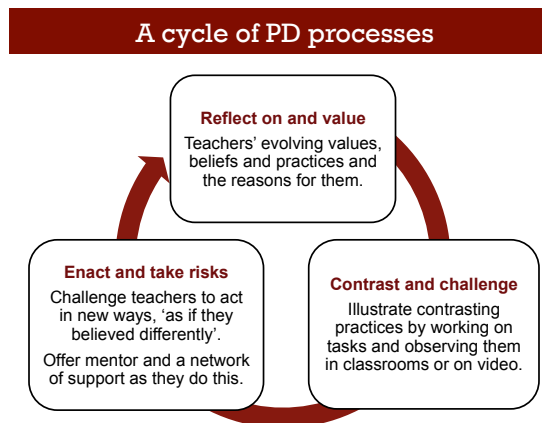 A cycle of PD processes
Reflect on and value
Teachers' evolving values,
beliefs and practices and
the reasons for them.
Enact and take risks
Challenge teachers to act
in new ways, 'as if they
believed differently'.
Offer mentor and a network
of support as they do this.
Contrast and challenge
Illustrate contrasting
practices by working on
tasks and observing them
in classrooms or on video.